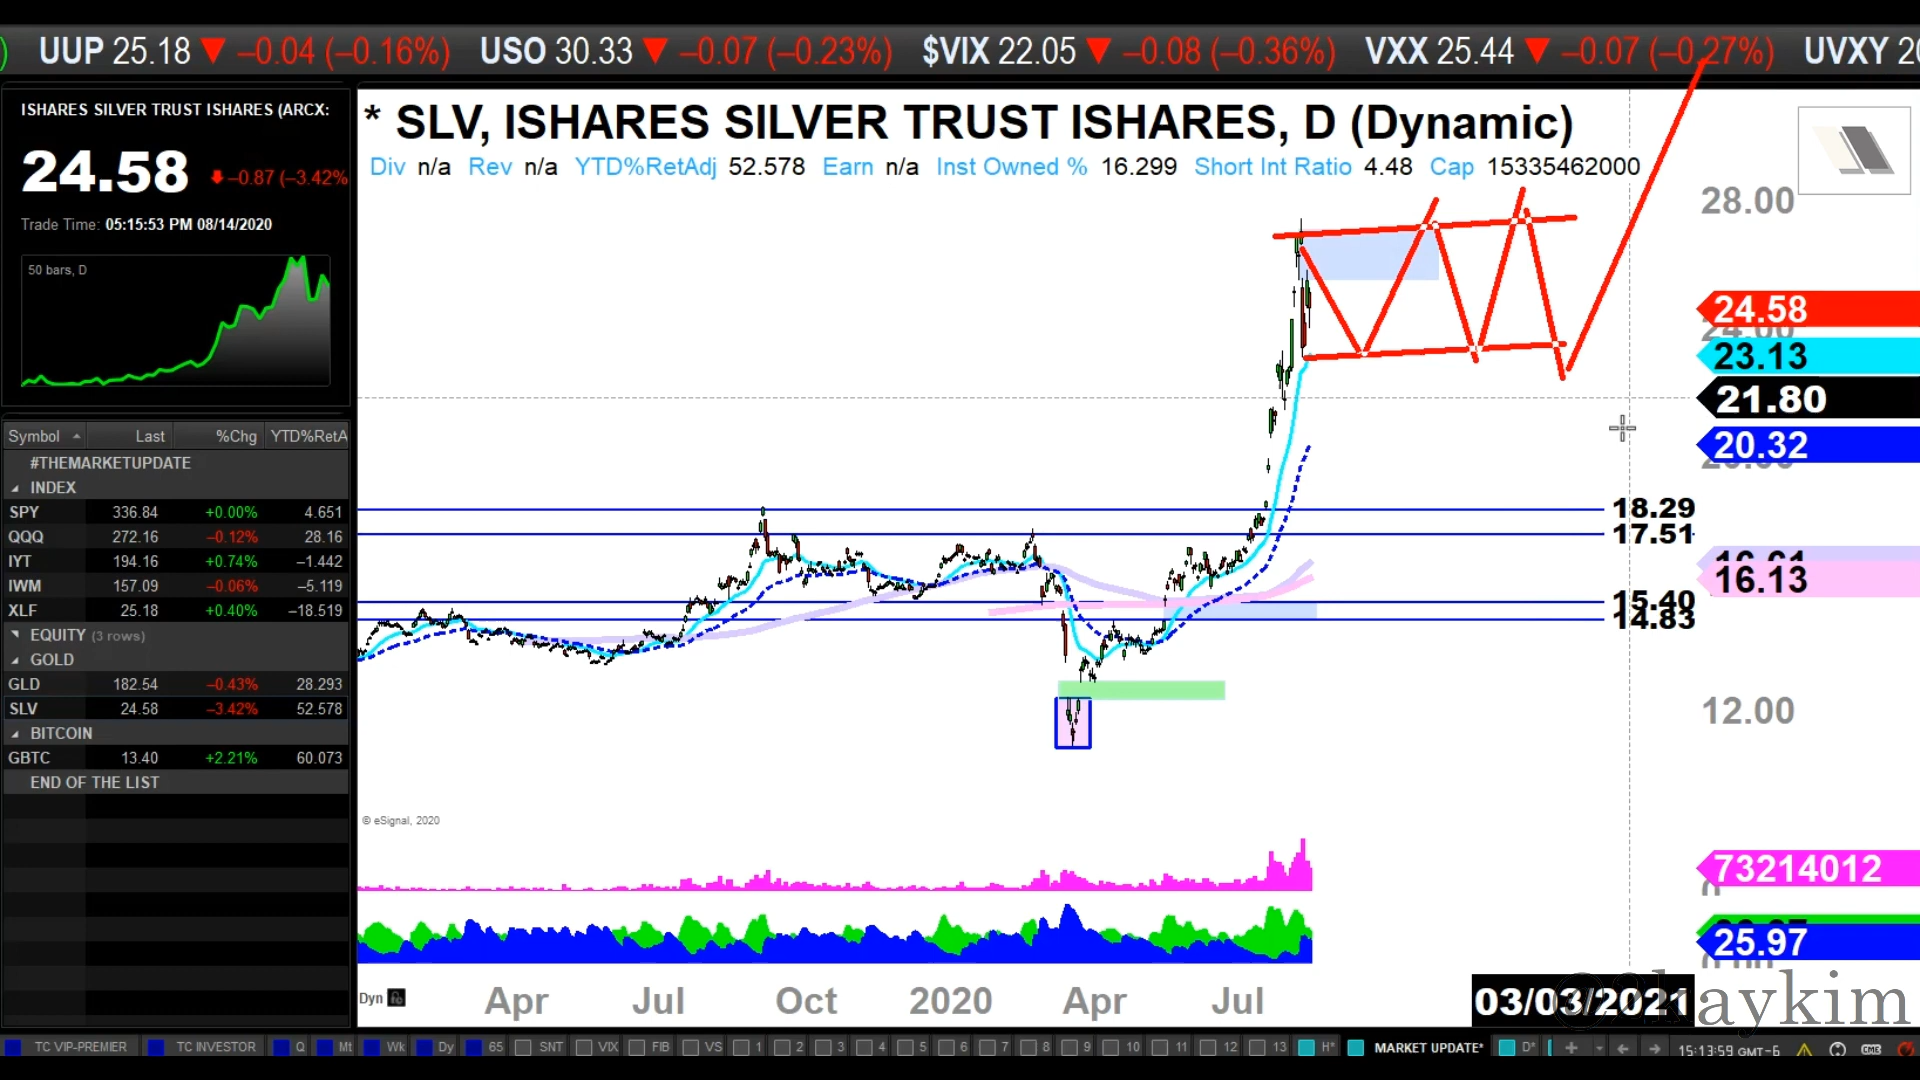 UUP 25.18 ▼ –0.04 (–0.16%) USO 30.33 ▼ –0.07 (–0.23%) $VIX 22.05 ▼ –0.08 (–0.36%) VXX 25.44 ▼ –0.07 (–0.27%) UVXY
ISHARES SILVER TRUST ISHARES (ARCX:
24.58 –0.87 (–3.42%
Trade Time: 05:15:53 PM 08/14/2020
50 bars, D
Symbol Last %Chg YTD%RetA
#THEMARKETUPDATE
INDEX
SPY 336.84 +0.00% 4.651
QQQ 272.16 –0.12% 28.16
IYT 194.16 +0.74% –1.442
IWM 157.09 –0.06% –5.119
XLF 25.18 +0.40% –18.519
EQUITY (3 rows)
GOLD
GLD 182.54 –0.43% 28.293
SLV 24.58 –3.42% 52.578
BITCOIN
GBTC 13.40 +2.21% 60.073
END OF THE LIST
* SLV, ISHARES SILVER TRUST ISHARES, D (Dynamic)
Div n/a Rev n/a YTD%RetAdj 52.578 Earn n/a Inst Owned % 16.299 Short Int Ratio 4.48 Cap 15335462000
28.00
24.58
24.00
23.13
21.80
20.32
18.29
17.51
16.61
16.13
15.40
14.83
12.00
© eSignal, 2020
73214012
25.97
Dyn Apr Jul Oct 2020 Apr Jul 03/03/2021
kaykim
TC VIP-PREMIER TC INVESTOR Q Mt Wk Dy 65 SNT VIX FIB VS 1 2 3 4 5 6 7 8 9 10 11 12 13 H* MARKET UPDATE* D* 15:13:59 GMT-6 CME